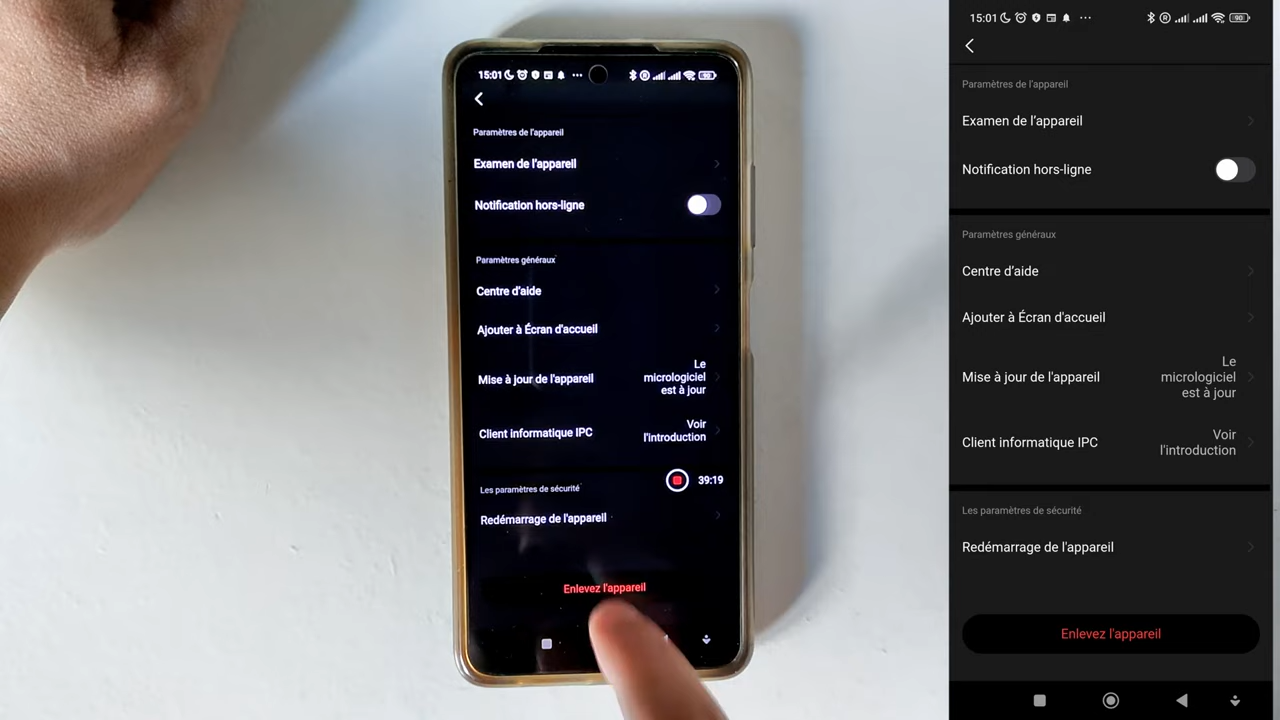 15:01
90
Paramètres de l'appareil
Examen de l'appareil
Notification hors-ligne
Paramètres généraux
Centre d'aide
Ajouter à Écran d'accueil
Mise à jour de l'appareil
Le
micrologiciel
est à jour
Client informatique IPC
Voir
l'introduction
39:19
Les paramètres de sécurité
Redémarrage de l'appareil
Enlevez l'appareil
15:01
90
Paramètres de l'appareil
Examen de l'appareil
Notification hors-ligne
Paramètres généraux
Centre d'aide
Ajouter à Écran d'accueil
Mise à jour de l'appareil
Le
micrologiciel
est à jour
Client informatique IPC
Voir
l'introduction
Les paramètres de sécurité
Redémarrage de l'appareil
Enlevez l'appareil